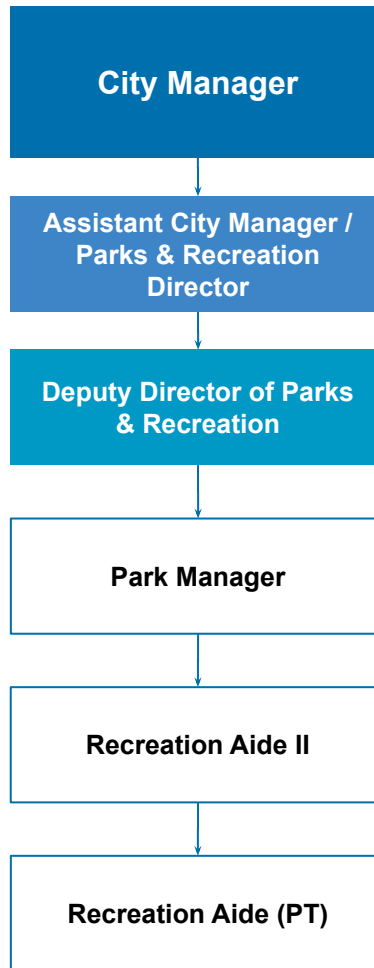 City Manager
Assistant City Manager /
Parks & Recreation
Director
Deputy Director of Parks
& Recreation
Park Manager
Recreation Aide II
Recreation Aide (PT)